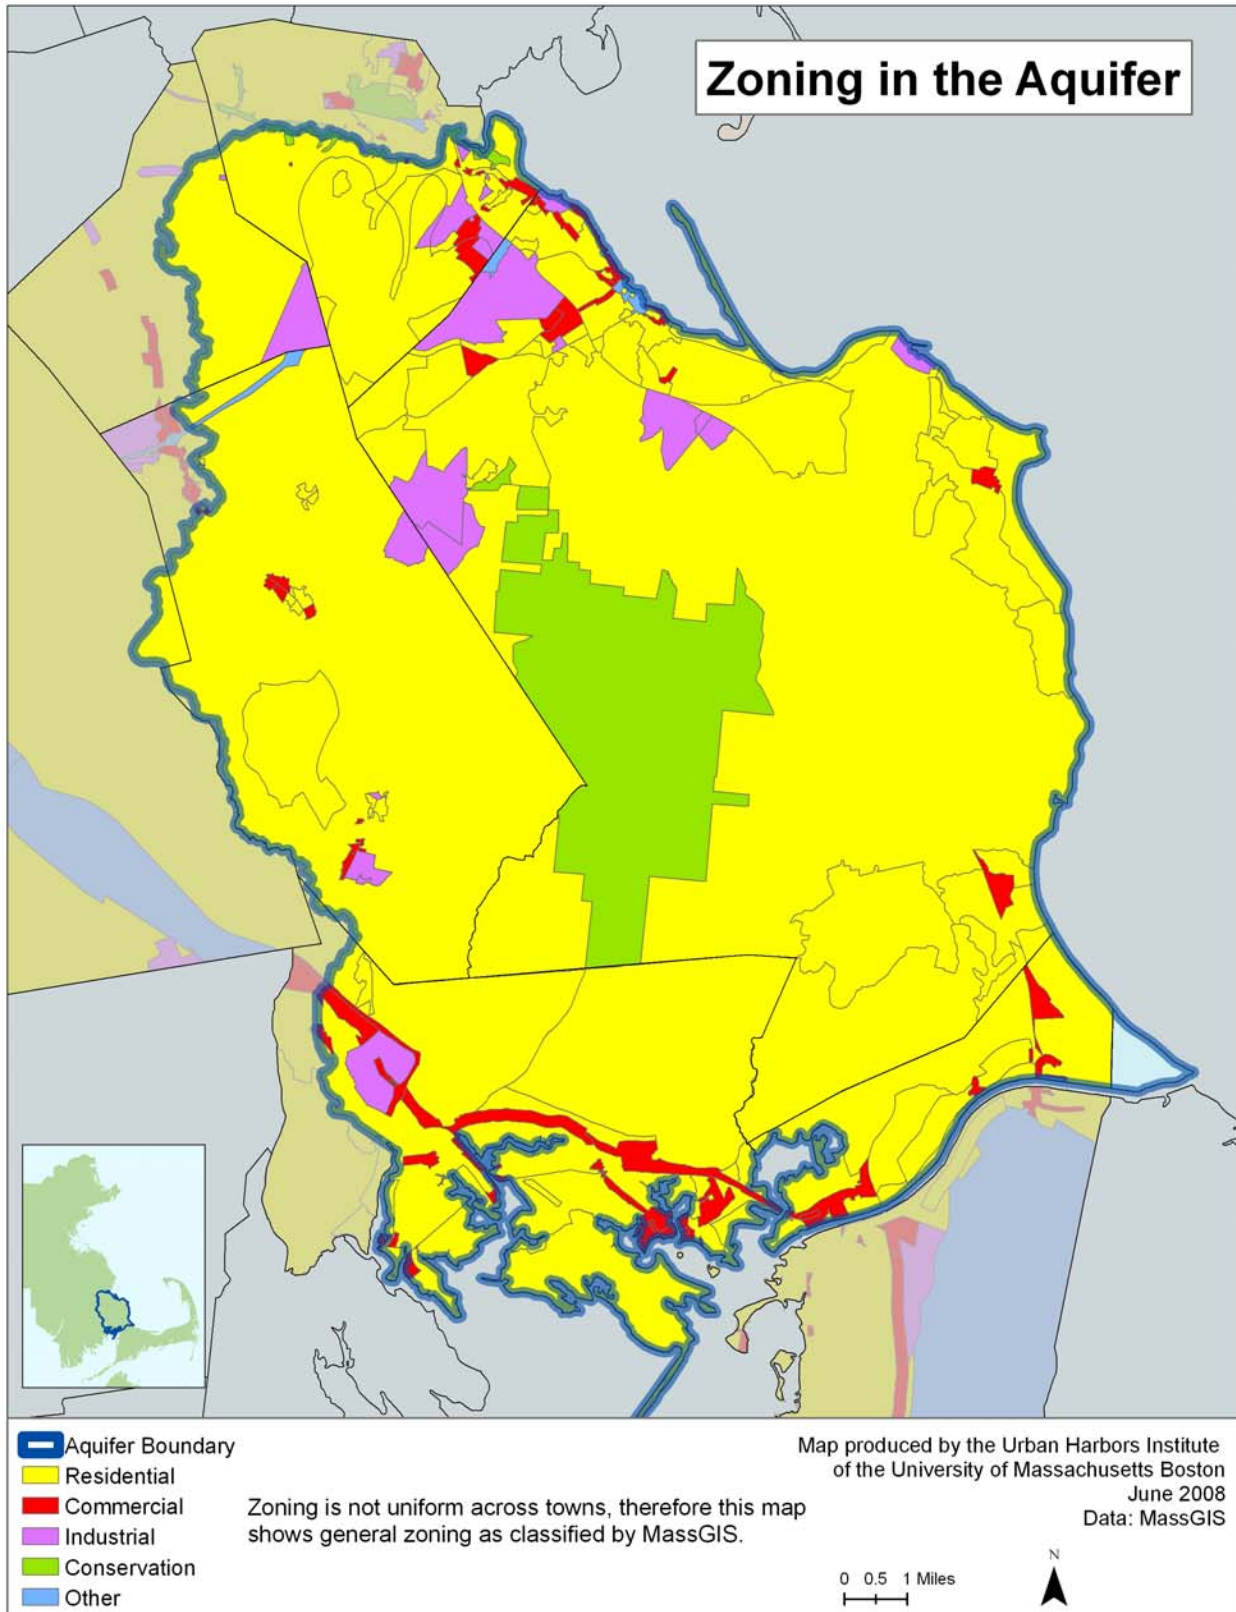 Zoning in the Aquifer
Aquifer Boundary
Residential
Commercial
Industrial
Conservation
Other
Zoning is not uniform across towns, therefore this map
shows general zoning as classified by MassGIS.
Map produced by the Urban Harbors Institute
of the University of Massachusetts Boston
June 2008
Data: MassGIS
0 0.5 1 Miles
N